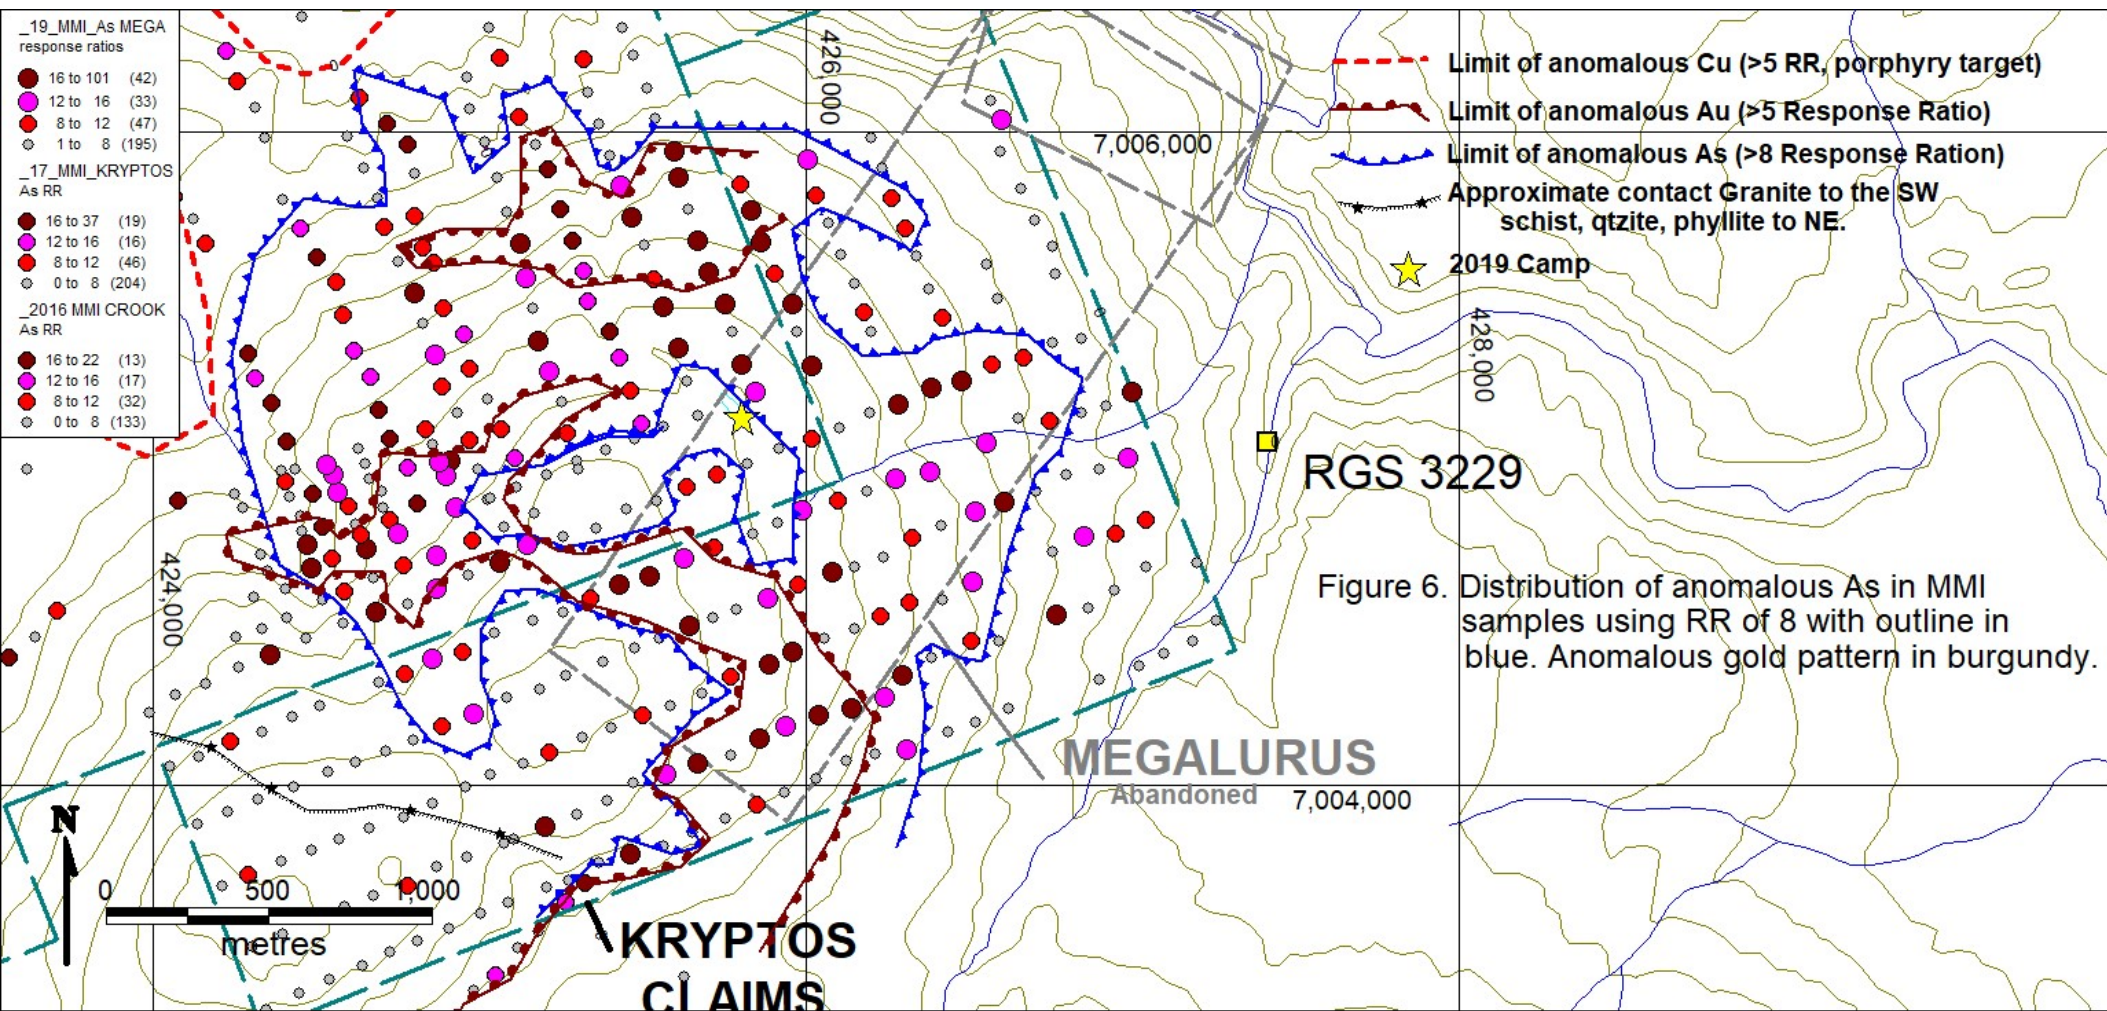 _19_MMI_As MEGA
response ratios
16 to 101 (42)
12 to 16 (33)
8 to 12 (47)
1 to 8 (195)
_17_MMI_KRYPTOS
As RR
16 to 37 (19)
12 to 16 (16)
8 to 12 (46)
0 to 8 (204)
_2016 MMI CROOK
As RR
16 to 22 (13)
12 to 16 (17)
8 to 12 (32)
0 to 8 (133)
426,000
7,006,000
Limit of anomalous Cu (>5 RR, porphyry target)
Limit of anomalous Au (>5 Response Ratio)
Limit of anomalous As (>8 Response Ration)
Approximate contact Granite to the SW
schist, qtzite, phyllite to NE.
2019 Camp
428,000
RGS 3229
424,000
Figure 6. Distribution of anomalous As in MMI
samples using RR of 8 with outline in
blue. Anomalous gold pattern in burgundy.
MEGALURUS
Abandoned
7,004,000
N
0 500 1,000
metres
KRYPTOS
CLAIMS